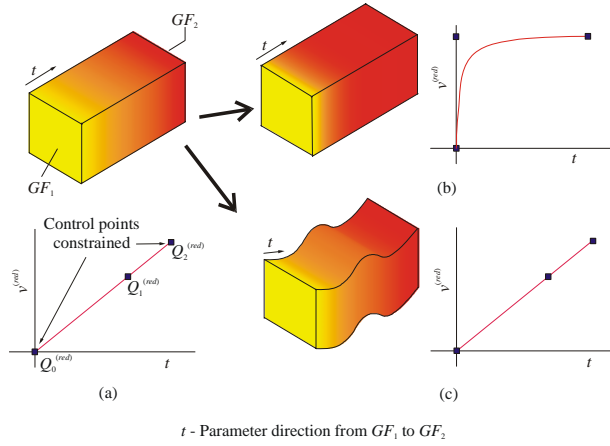 GF₂
t
GF₁
t
v⁽ʳᵉᵈ⁾
t
(b)
Control points
constrained
Q₂⁽ʳᵉᵈ⁾
Q₁⁽ʳᵉᵈ⁾
Q₀⁽ʳᵉᵈ⁾
v⁽ʳᵉᵈ⁾
t
(a)
t
v⁽ʳᵉᵈ⁾
t
(c)
t - Parameter direction from GF₁ to GF₂